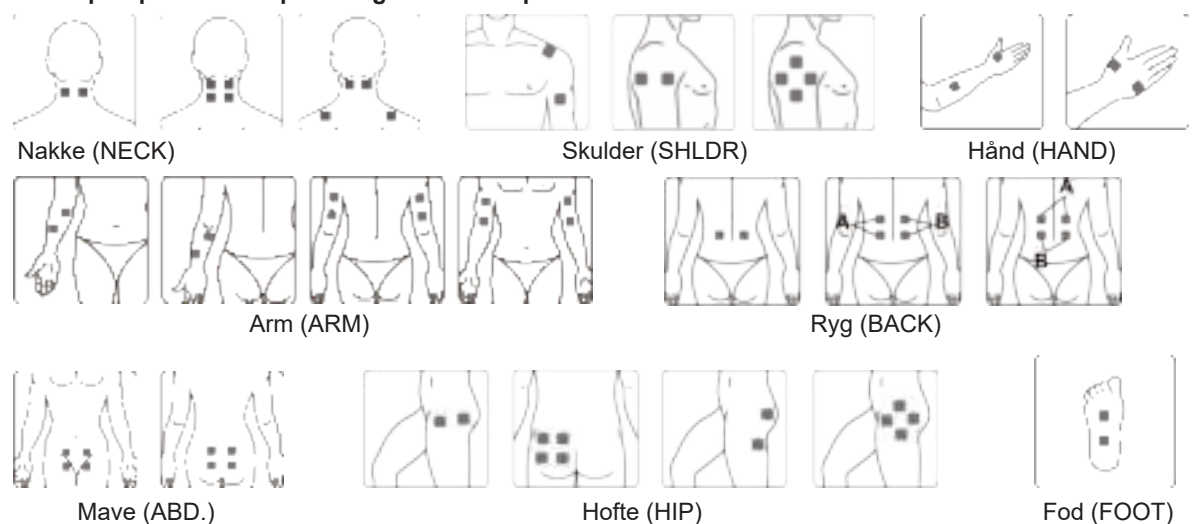 Nakke (NECK)
Skulder (SHLDR)
Hånd (HAND)
A
A B
B
Arm (ARM)
Ryg (BACK)
Mave (ABD.)
Hofte (HIP)
Fod (FOOT)